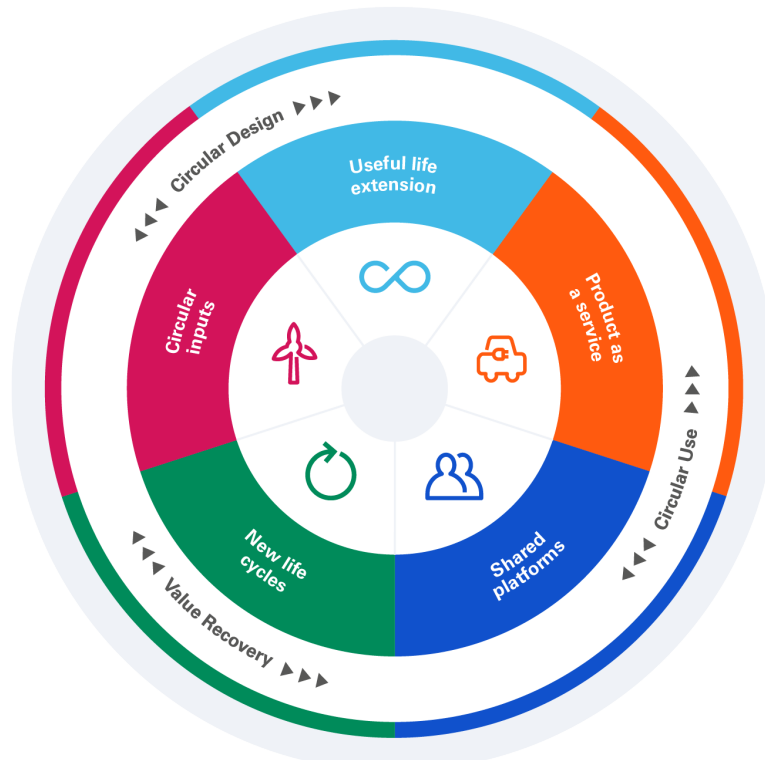 Circular Design
Useful life
extension
Product as
a service
Circular Use
Shared
platforms
New life
cycles
Value Recovery
Circular
inputs